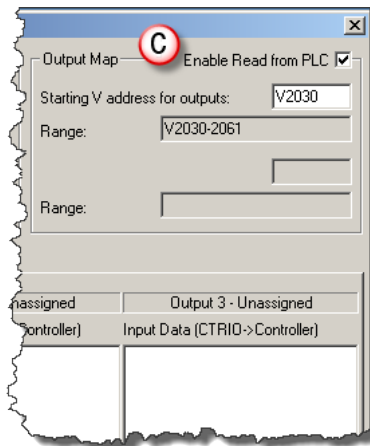 C
Output Map
Enable Read from PLC
Starting V address for outputs: V2030
Range: V2030-2061
Range:
Output 3 - Unassigned
Input Data (CTRIO->Controller)